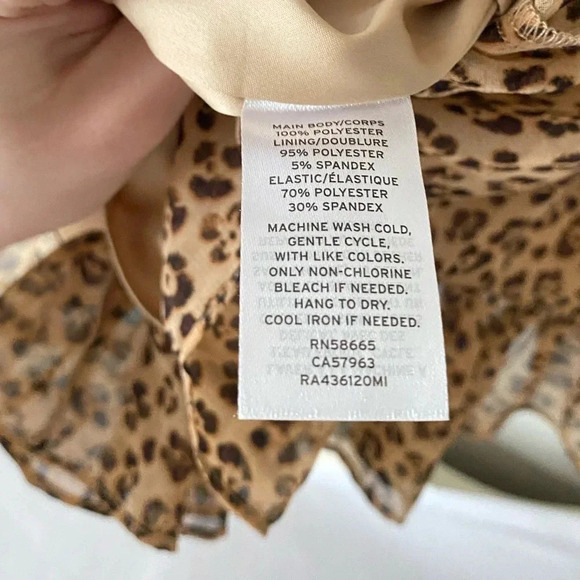 MAIN BODY/CORPS
100% POLYESTER
LINING/DOUBLURE
95% POLYESTER
5% SPANDEX
ELASTIC/ÉLASTIQUE
70% POLYESTER
30% SPANDEX
MACHINE WASH COLD,
GENTLE CYCLE,
WITH LIKE COLORS.
ONLY NON-CHLORINE
BLEACH IF NEEDED.
HANG TO DRY.
COOL IRON IF NEEDED.
RN58665
CA57963
RA436120MI